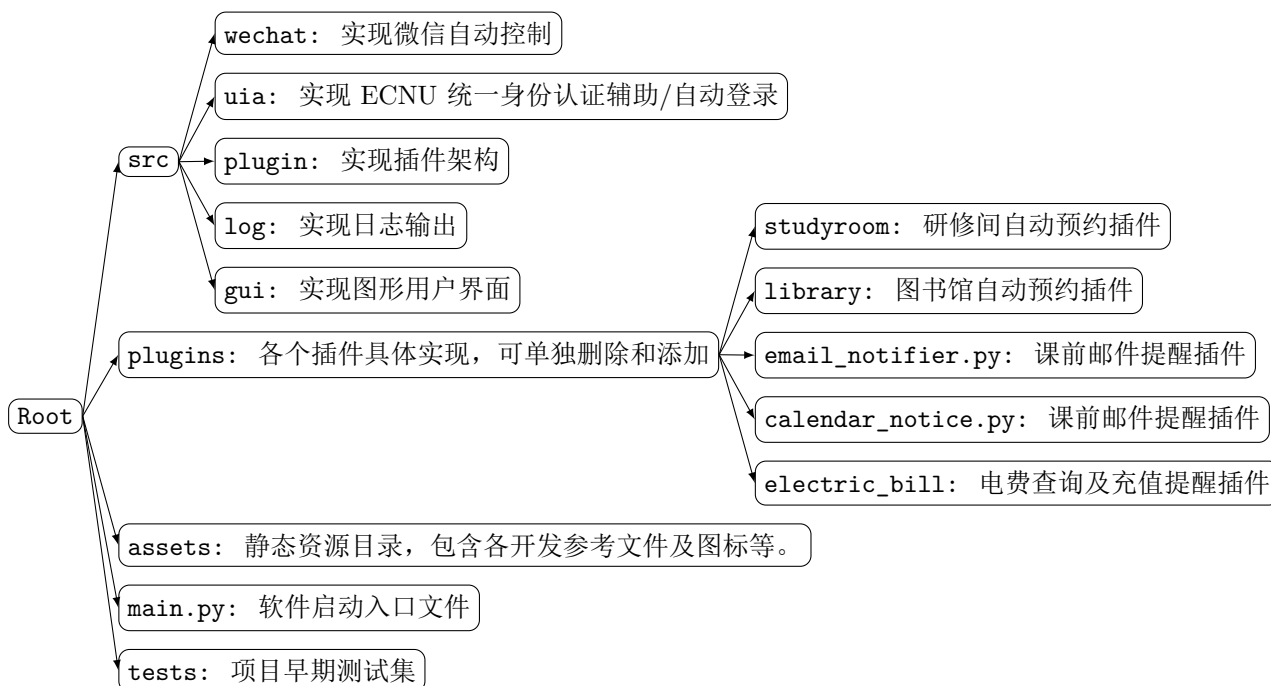 wechat: 实现微信自动控制
uia: 实现 ECNU 统一身份认证辅助/自动登录
src
plugin: 实现插件架构
log: 实现日志输出
gui: 实现图形用户界面
studyroom: 研修间自动预约插件
library: 图书馆自动预约插件
plugins: 各个插件具体实现，可单独删除和添加
email_notifier.py: 课前邮件提醒插件
Root
calendar_notice.py: 课前邮件提醒插件
electric_bill: 电费查询及充值提醒插件
assets: 静态资源目录，包含各开发参考文件及图标等。
main.py: 软件启动入口文件
tests: 项目早期测试集